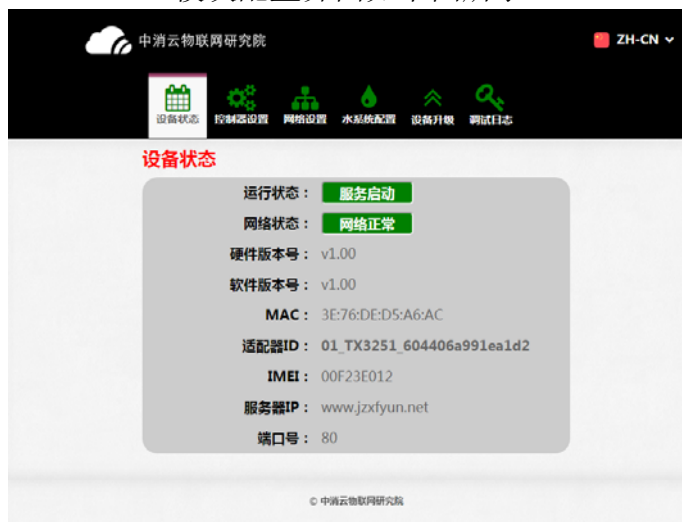 中消云物联网研究院
ZH-CN
设备状态 控制器设置 网络设置 水系统配置 设备升级 调试日志
设备状态
运行状态： 服务启动
网络状态： 网络正常
硬件版本号： v1.00
软件版本号： v1.00
MAC： 3E:76:DE:D5:A6:AC
适配器ID： 01_TX3251_604406a991ea1d2
IMEI： 00F23E012
服务器IP： www.jzxfyun.net
端口号： 80
© 中消云物联网研究院